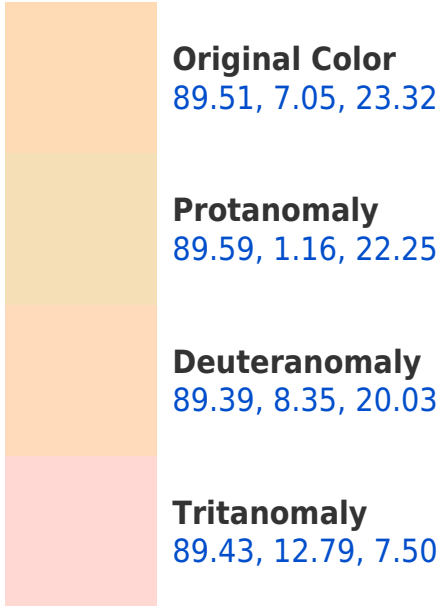 Original Color
89.51, 7.05, 23.32
Protanomaly
89.59, 1.16, 22.25
Deuteranomaly
89.39, 8.35, 20.03
Tritanomaly
89.43, 12.79, 7.50